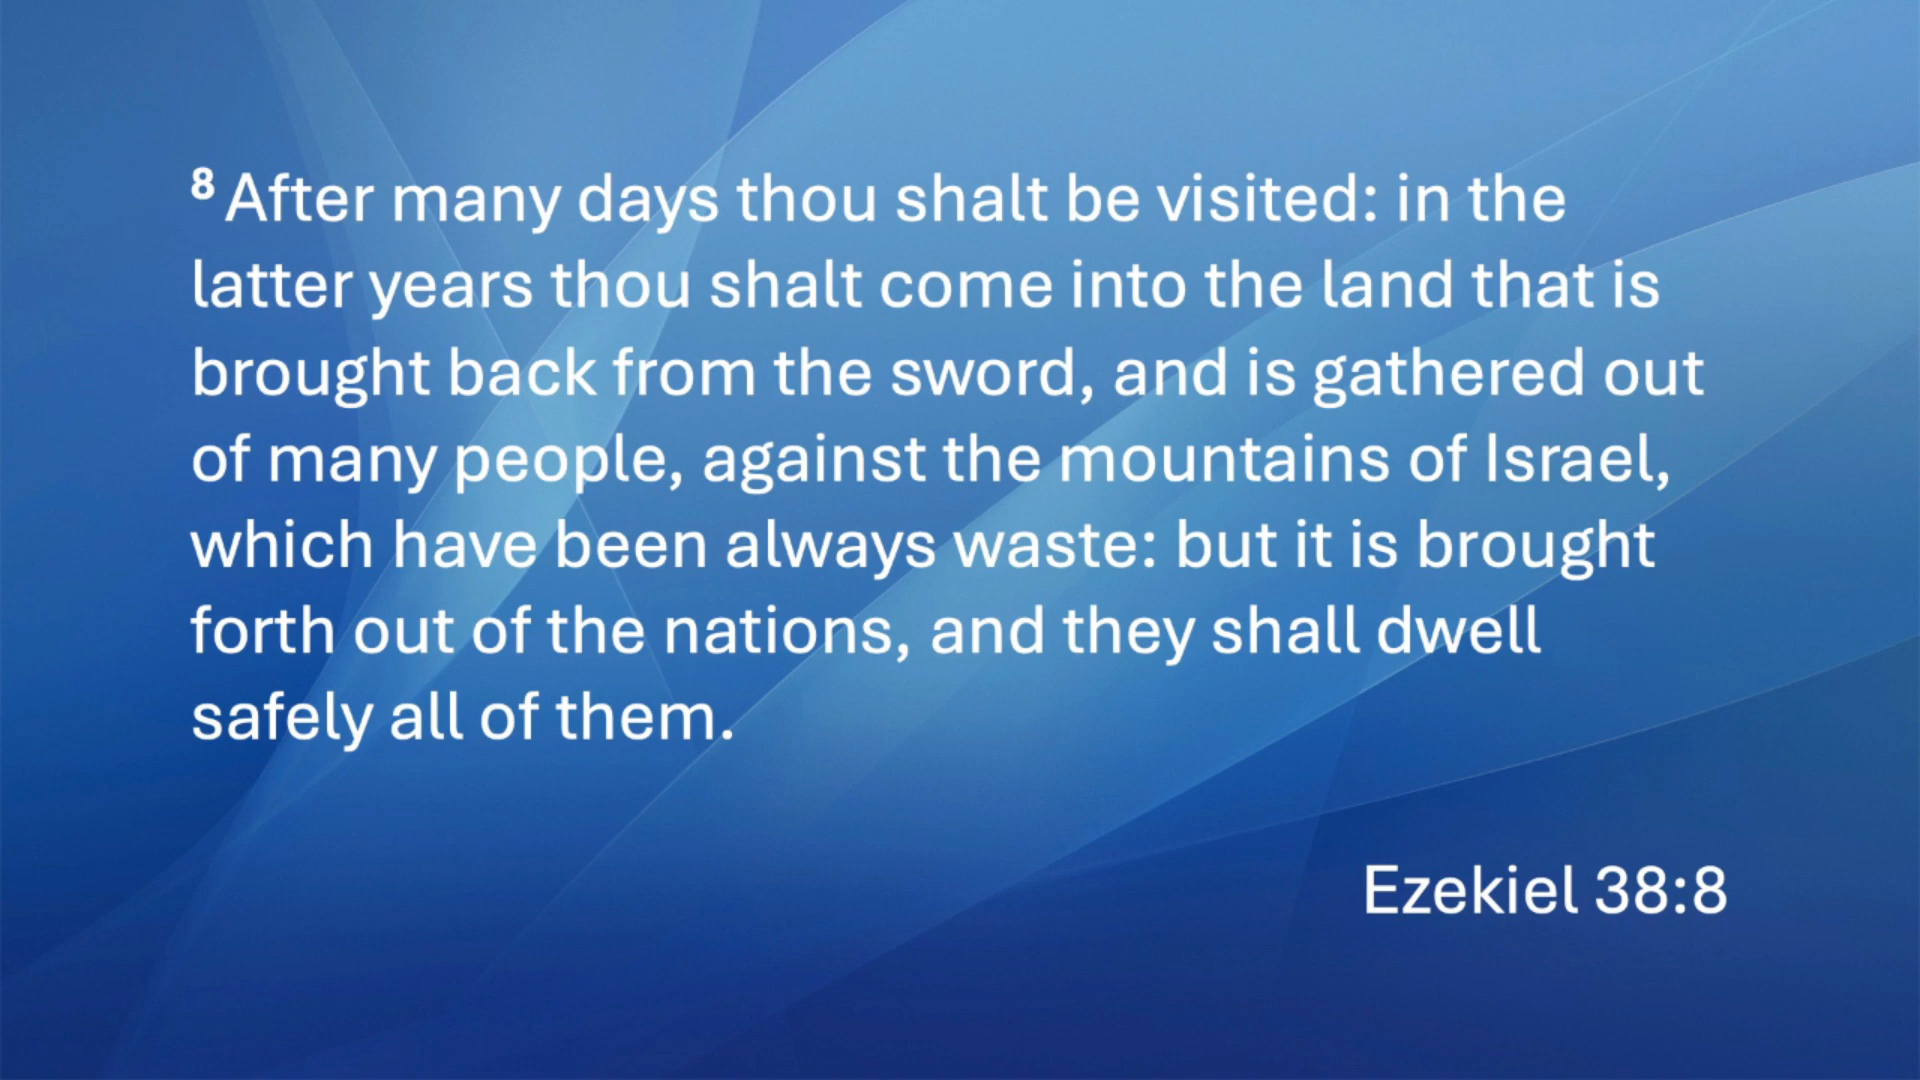 8 After many days thou shalt be visited: in the
latter years thou shalt come into the land that is
brought back from the sword, and is gathered out
of many people, against the mountains of Israel,
which have been always waste: but it is brought
forth out of the nations, and they shall dwell
safely all of them.
Ezekiel 38:8